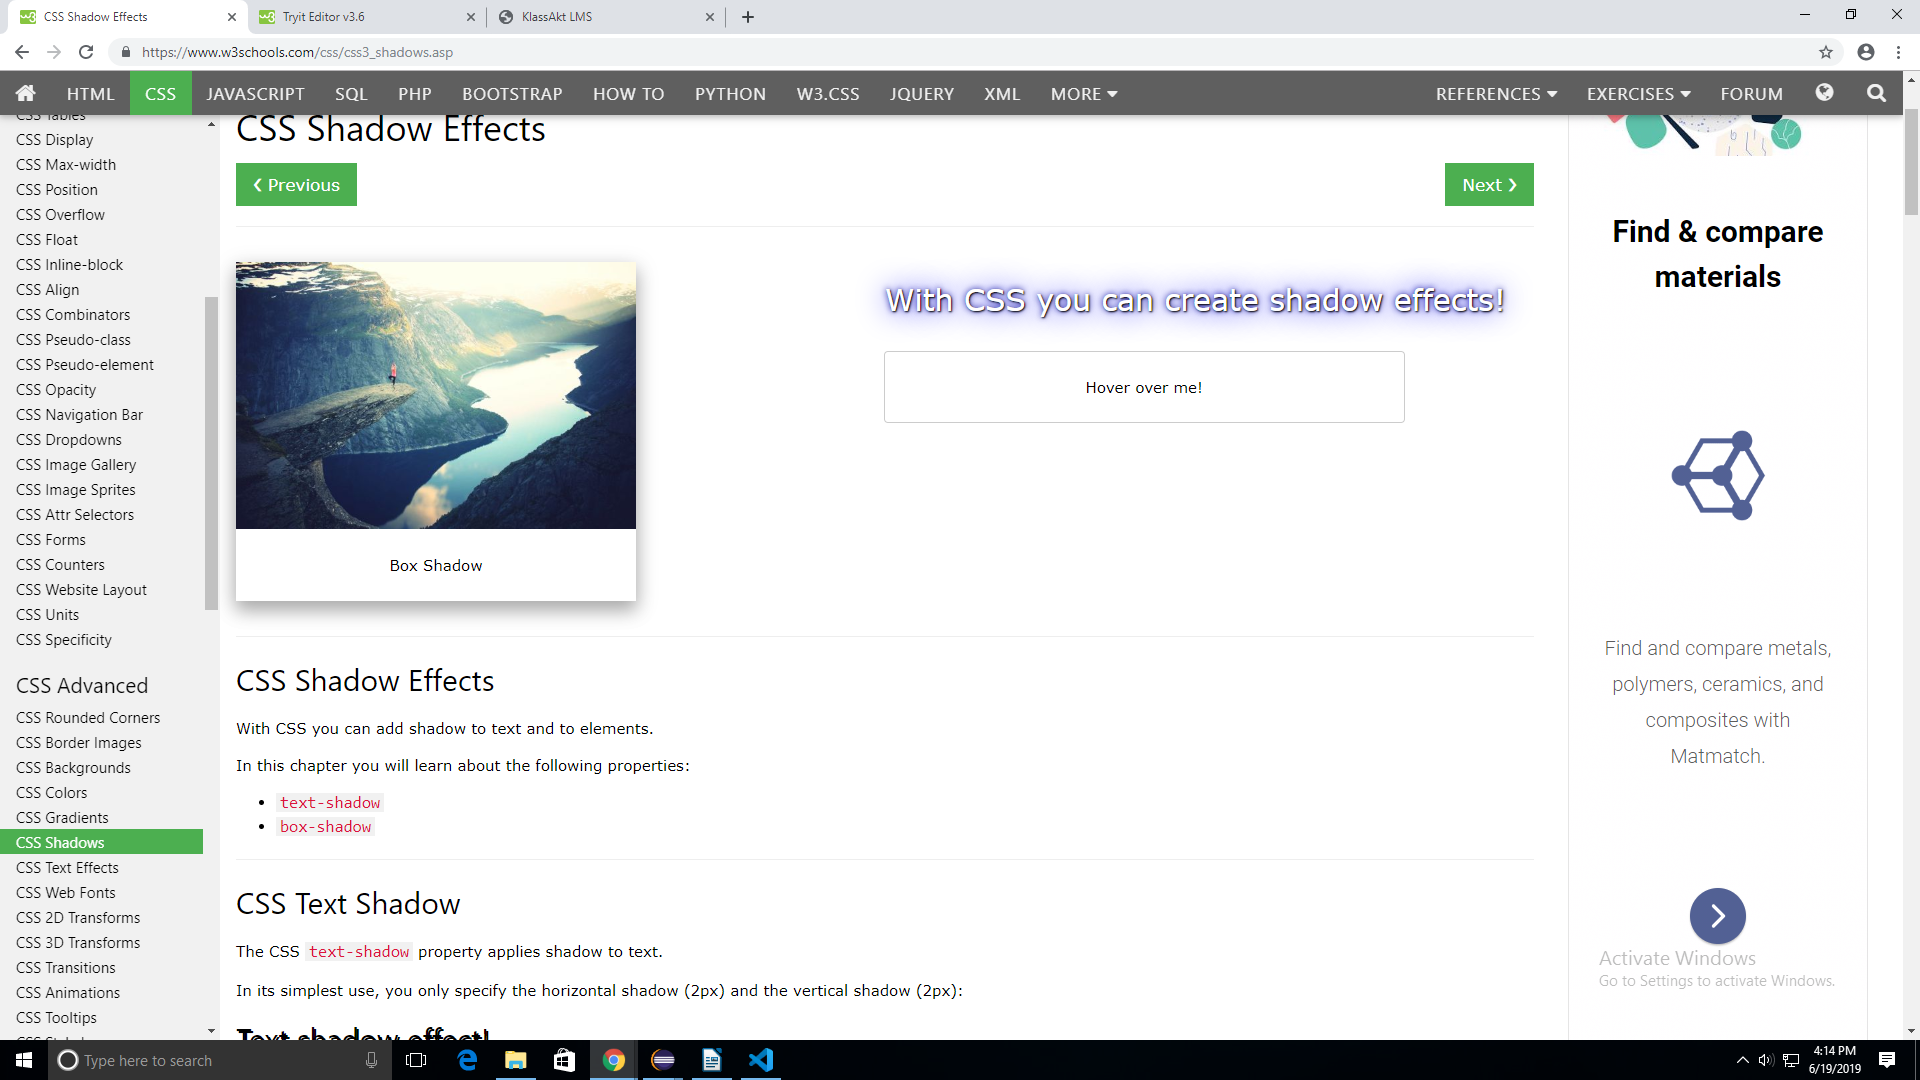 CSS Shadow Effects
Tryit Editor v3.6
KlassAkt LMS
https://www.w3schools.com/css/css3_shadows.asp
HTML
CSS
JAVASCRIPT
SQL
PHP
BOOTSTRAP
HOW TO
PYTHON
W3.CSS
JQUERY
XML
MORE
REFERENCES
EXERCISES
FORUM
CSS Tables
CSS Display
CSS Max-width
CSS Position
CSS Overflow
CSS Float
CSS Inline-block
CSS Align
CSS Combinators
CSS Pseudo-class
CSS Pseudo-element
CSS Opacity
CSS Navigation Bar
CSS Dropdowns
CSS Image Gallery
CSS Image Sprites
CSS Attr Selectors
CSS Forms
CSS Counters
CSS Website Layout
CSS Units
CSS Specificity
CSS Advanced
CSS Rounded Corners
CSS Border Images
CSS Backgrounds
CSS Colors
CSS Gradients
CSS Shadows
CSS Text Effects
CSS Web Fonts
CSS 2D Transforms
CSS 3D Transforms
CSS Transitions
CSS Animations
CSS Tooltips
CSS Shadow Effects
❮ Previous
Next ❯
With CSS you can create shadow effects!
Hover over me!
Box Shadow
CSS Shadow Effects
With CSS you can add shadow to text and to elements.
In this chapter you will learn about the following properties:
• text-shadow
• box-shadow
CSS Text Shadow
The CSS text-shadow property applies shadow to text.
In its simplest use, you only specify the horizontal shadow (2px) and the vertical shadow (2px):
Text shadow effect!
Find & compare
materials
Find and compare metals,
polymers, ceramics, and
composites with
Matmatch.
Activate Windows
Go to Settings to activate Windows.
Type here to search
4:14 PM
6/19/2019